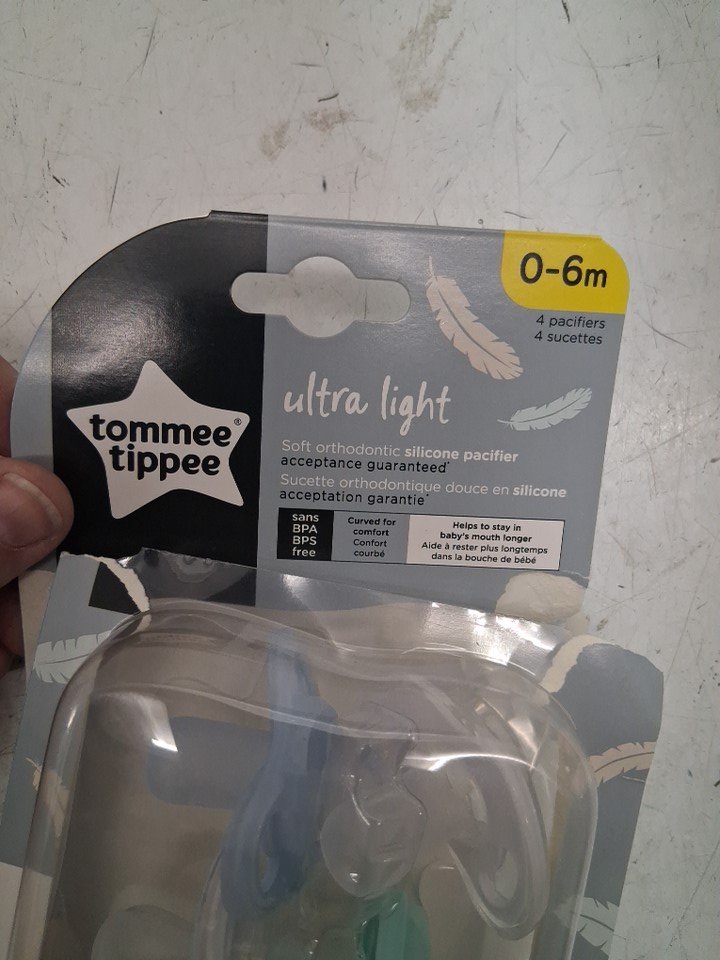 0-6m
4 pacifiers
4 sucettes
tommee®
tippee
ultra light
Soft orthodontic silicone pacifier
acceptance guaranteed*
Sucette orthodontique douce en silicone
acceptation garantie*
sans
BPA
BPS
free
Curved for
comfort
Confort
courbé
Helps to stay in
baby's mouth longer
Aide à rester plus longtemps
dans la bouche de bébé